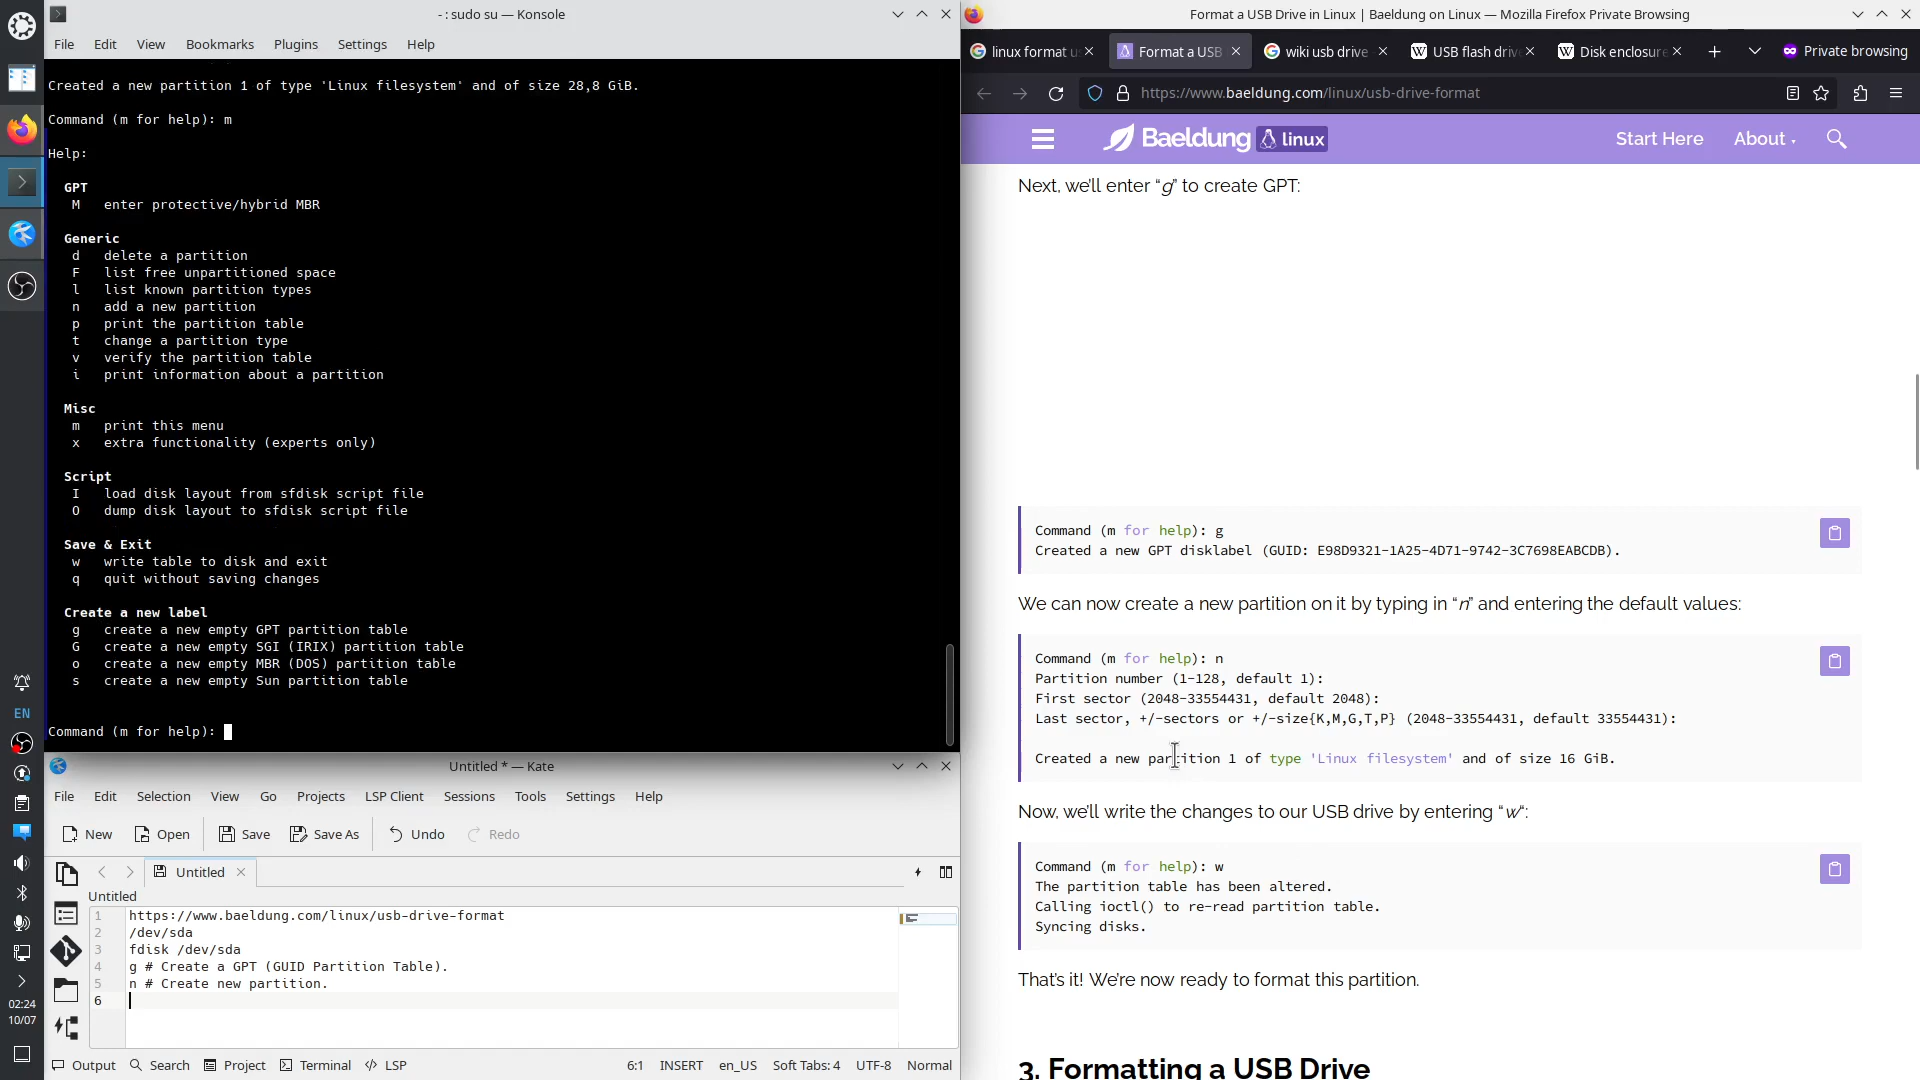 - : sudo su — Konsole
File Edit View Bookmarks Plugins Settings Help
Created a new partition 1 of type 'Linux filesystem' and of size 28,8 GiB.
Command (m for help): m
Help:
GPT
M enter protective/hybrid MBR
Generic
d delete a partition
F list free unpartitioned space
l list known partition types
n add a new partition
p print the partition table
t change a partition type
v verify the partition table
i print information about a partition
Misc
m print this menu
x extra functionality (experts only)
Script
I load disk layout from sfdisk script file
O dump disk layout to sfdisk script file
Save & Exit
w write table to disk and exit
q quit without saving changes
Create a new label
g create a new empty GPT partition table
G create a new empty SGI (IRIX) partition table
o create a new empty MBR (DOS) partition table
s create a new empty Sun partition table
Command (m for help):
EN
02:24
10/07
Untitled * — Kate
File Edit Selection View Go Projects LSP Client Sessions Tools Settings Help
New Open Save Save As Undo Redo
Untitled
Untitled
1 https://www.baeldung.com/linux/usb-drive-format
2 /dev/sda
3 fdisk /dev/sda
4 g # Create a GPT (GUID Partition Table).
5 n # Create new partition.
6
Output Search Project Terminal LSP 6:1 INSERT en_US Soft Tabs: 4 UTF-8 Normal
Format a USB Drive in Linux | Baeldung on Linux — Mozilla Firefox Private Browsing
linux format us Format a USB wiki usb drive USB flash drive Disk enclosure Private browsing
https://www.baeldung.com/linux/usb-drive-format
Baeldung linux Start Here About
Next, we'll enter “g” to create GPT:
Command (m for help): g
Created a new GPT disklabel (GUID: E98D9321-1A25-4D71-9742-3C7698EABCDB).
We can now create a new partition on it by typing in “n” and entering the default values:
Command (m for help): n
Partition number (1-128, default 1):
First sector (2048-33554431, default 2048):
Last sector, +/-sectors or +/-size{K,M,G,T,P} (2048-33554431, default 33554431):
Created a new partition 1 of type 'Linux filesystem' and of size 16 GiB.
Now, we'll write the changes to our USB drive by entering “w“:
Command (m for help): w
The partition table has been altered.
Calling ioctl() to re-read partition table.
Syncing disks.
That's it! We're now ready to format this partition.
3. Formatting a USB Drive